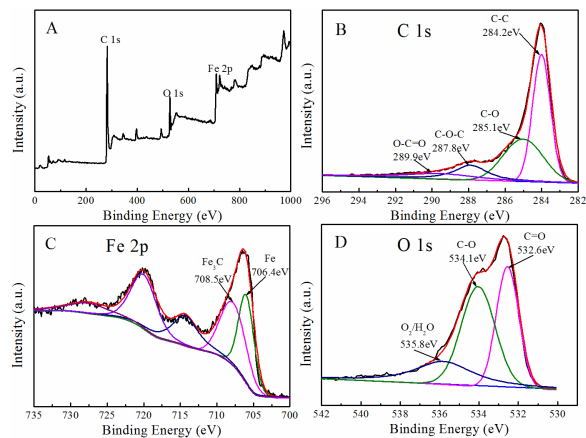 A
C 1s
O 1s
Fe 2p
Intensity (a.u.)
0 200 400 600 800 1000
Binding Energy (eV)
B C 1s
C-C
284.2eV
C-O
285.1eV
C-O-C
287.8eV
O-C=O
289.9eV
Intensity (a.u.)
296 294 292 290 288 286 284 282
Binding Energy (eV)
C Fe 2p
Fe₃C
708.5eV
Fe
706.4eV
Intensity (a.u.)
735 730 725 720 715 710 705 700
Binding Energy (eV)
D O 1s
C=O
532.6eV
C-O
534.1eV
O₂/H₂O
535.8eV
Intensity (a.u.)
542 540 538 536 534 532 530
Binding Energy (eV)